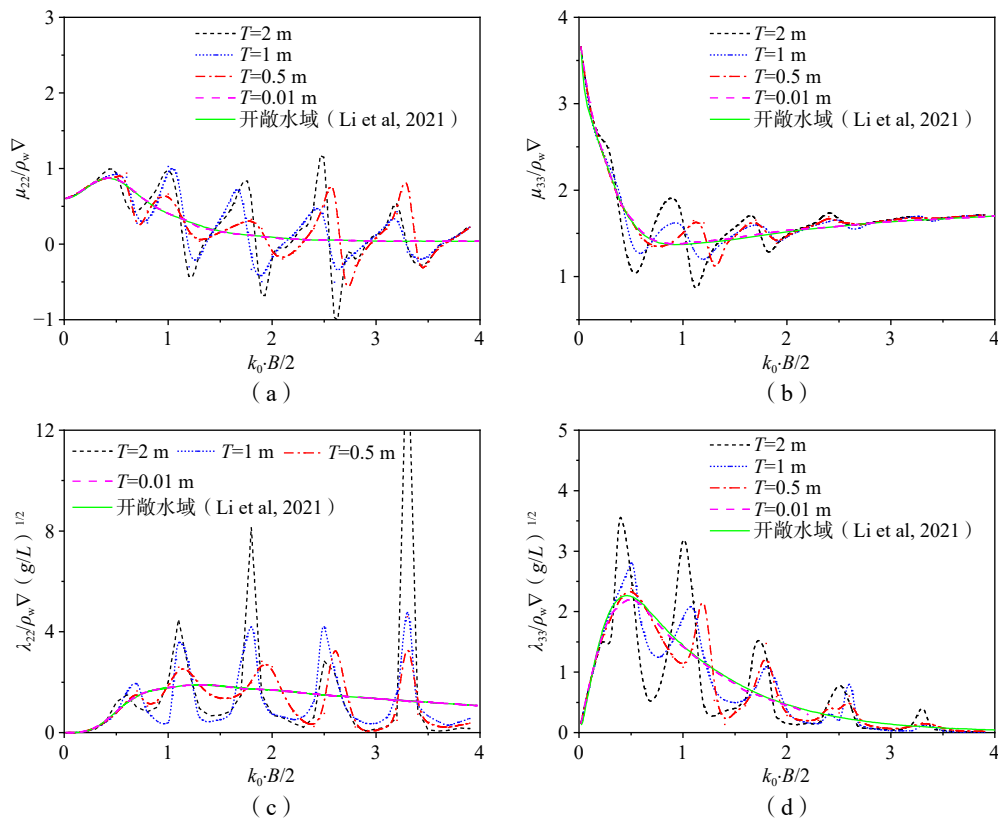 (a)
T=2 m
T=1 m
T=0.5 m
T=0.01 m
开敞水域（Li et al, 2021）
μ22/ρw∇
3
2
1
0
−1
0 1 2 3 4
k0·B/2
（a）
T=2 m
T=1 m
T=0.5 m
T=0.01 m
开敞水域（Li et al, 2021）
μ33/ρw∇
4
3
2
1
0 1 2 3 4
k0·B/2
（b）
T=2 m T=1 m T=0.5 m
T=0.01 m
开敞水域（Li et al, 2021）
λ22/ρw∇（g/L）1/2
12
8
4
0
0 1 2 3 4
k0·B/2
（c）
T=2 m
T=1 m
T=0.5 m
T=0.01 m
开敞水域（Li et al, 2021）
λ33/ρw∇（g/L）1/2
5
4
3
2
1
0
0 1 2 3 4
k0·B/2
（d）